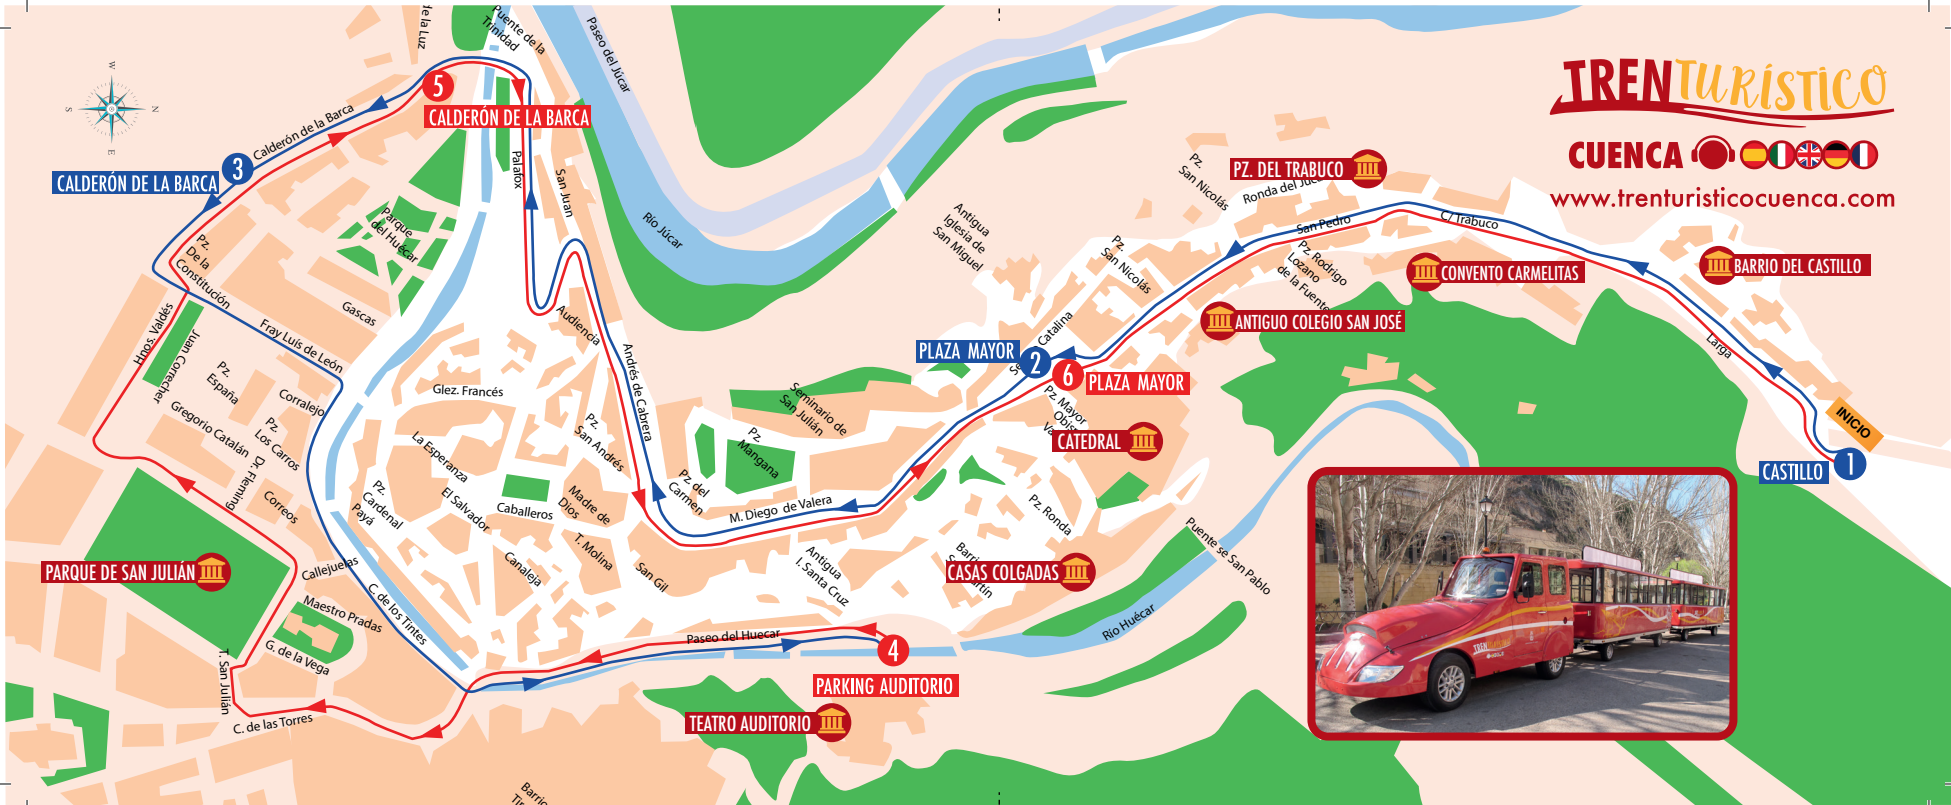 TRENTURÍSTICO
CUENCA
www.trenturisticocuenca.com
W
S
N
E
de la Luz
Puente de la
Trinidad
Paseo del Júcar
5
CALDERÓN DE LA BARCA
Calderón de la Barca
3
CALDERÓN DE LA BARCA
Palafox
San Juan
Río Júcar
Parque
del Huécar
Pz.
De la
Constitución
Hnos. Valdés
Juan Correcher
Gascas
Fray Luis de León
Pz.
España
Corralejo
Gregorio Catalán
Pz.
Los Carros
Dr. Fleming
Correos
Callejuelas
PARQUE DE SAN JULIÁN
Maestro Pradas
G. de la Vega
T. San Julián
C. de las Torres
C. de los Tintes
Audiencia
Andrés de Cabrera
Glez. Francés
La Esperanza
Pz.
San Andrés
Pz.
Cardenal
Payá
El Salvador
Caballeros
Madre de
Dios
Canaleja
T. Molina
San Gil
Pz. del
Carmen
M. Diego de Valera
Pz.
Mangana
Seminario de
San Julián
Antigua
I. Santa Cruz
Paseo del Huecar
4
PARKING AUDITORIO
TEATRO AUDITORIO
Barrio
Antigua
Iglesia de
San Miguel
Pz.
San Nicolás
Pz.
San Nicolás
PZ. DEL TRABUCO
Ronda del
San Pedro
C/ Trabuco
Pz. Rodrigo
Lozano
de la Fuente
CONVENTO CARMELITAS
ANTIGUO COLEGIO SAN JOSÉ
BARRIO DEL CASTILLO
Larga
INICIO
CASTILLO
1
PLAZA MAYOR
2
Catalina
6
PLAZA MAYOR
Pz. Mayor
CATEDRAL
Pz. Ronda
CASAS COLGADAS
Puente se San Pablo
Rio Huécar
TREN